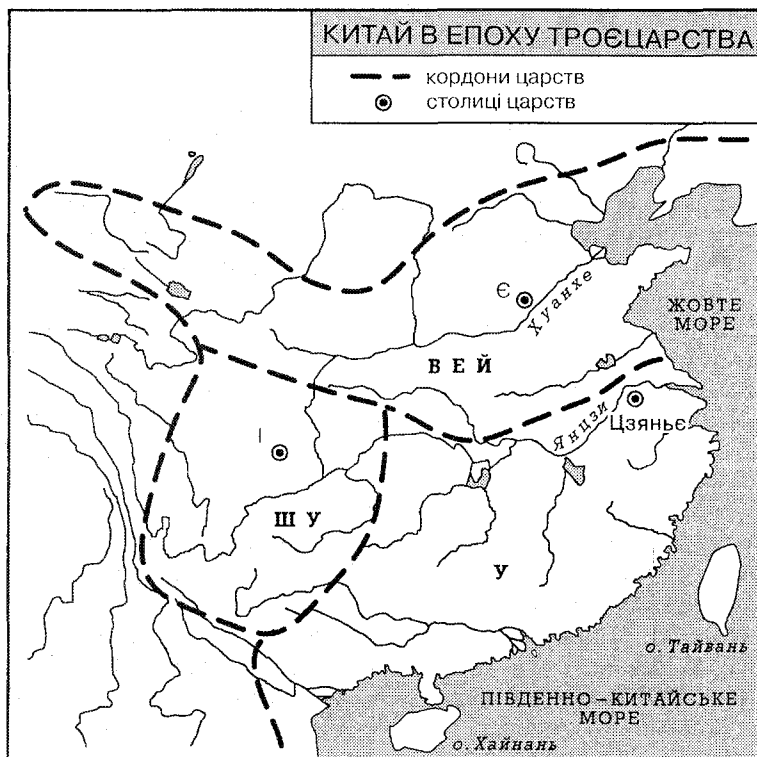 КИТАЙ В ЕПОХУ ТРОЄЦАРСТВА
кордони царств
столиці царств
Є
Хуанхе
ЖОВТЕ
МОРЕ
ВЕЙ
Янцзи
Цзяньє
І
ШУ
У
о. Тайвань
ПІВДЕННО-КИТАЙСЬКЕ
МОРЕ
о. Хайнань